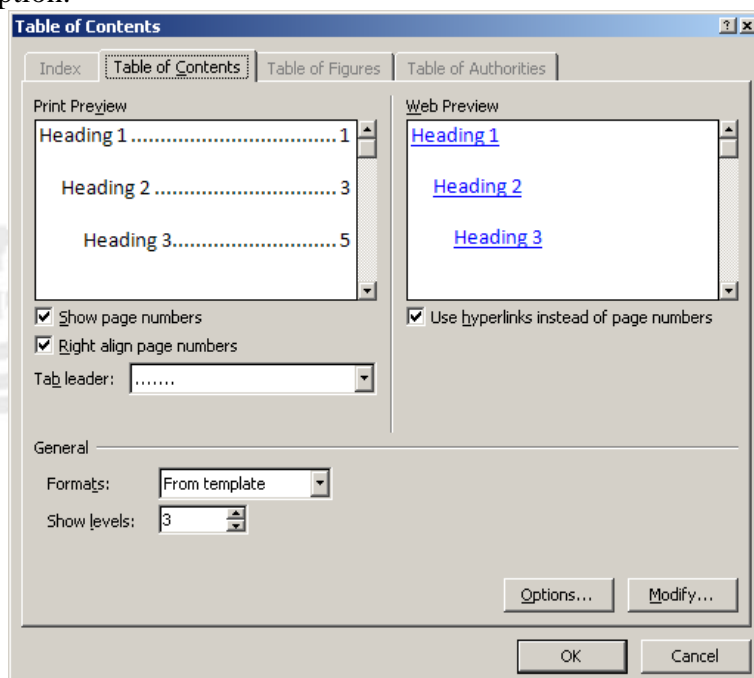 ption.
Table of Contents
Index Table of Contents Table of Figures Table of Authorities
Print Preview
Heading 1...................................1
Heading 2...............................3
Heading 3............................5
Web Preview
Heading 1
Heading 2
Heading 3
Show page numbers
Right align page numbers
Tab leader: .......
Use hyperlinks instead of page numbers
General
Formats: From template
Show levels: 3
Options... Modify...
OK Cancel